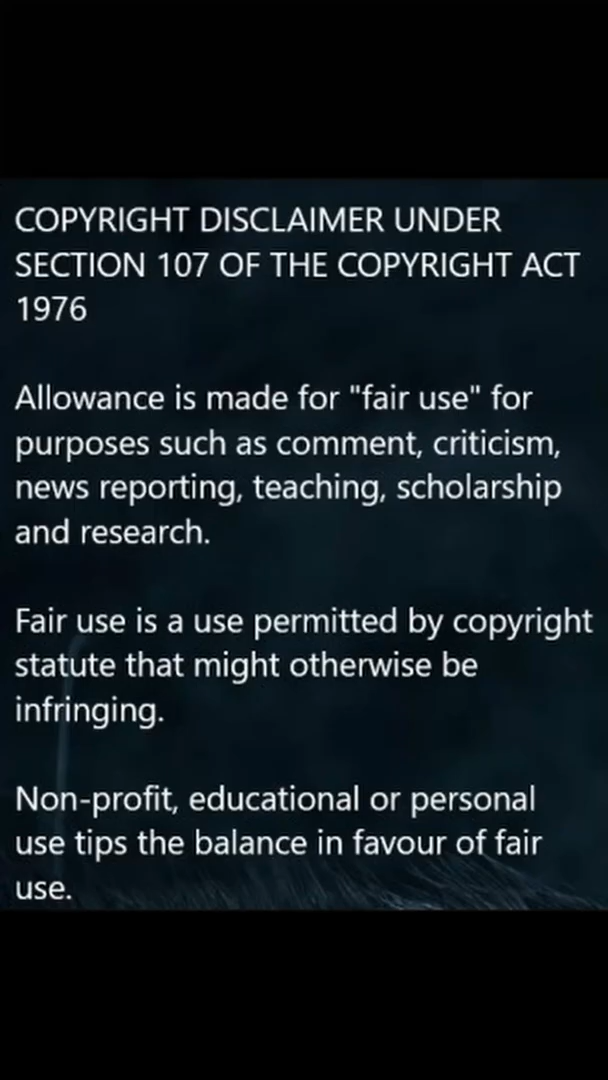 COPYRIGHT DISCLAIMER UNDER
SECTION 107 OF THE COPYRIGHT ACT
1976
Allowance is made for "fair use" for
purposes such as comment, criticism,
news reporting, teaching, scholarship
and research.
Fair use is a use permitted by copyright
statute that might otherwise be
infringing.
Non-profit, educational or personal
use tips the balance in favour of fair
use.